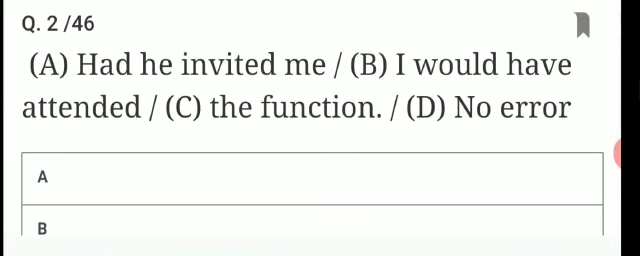 Q. 2 /46
(A) Had he invited me / (B) I would have
attended / (C) the function. / (D) No error
A
B